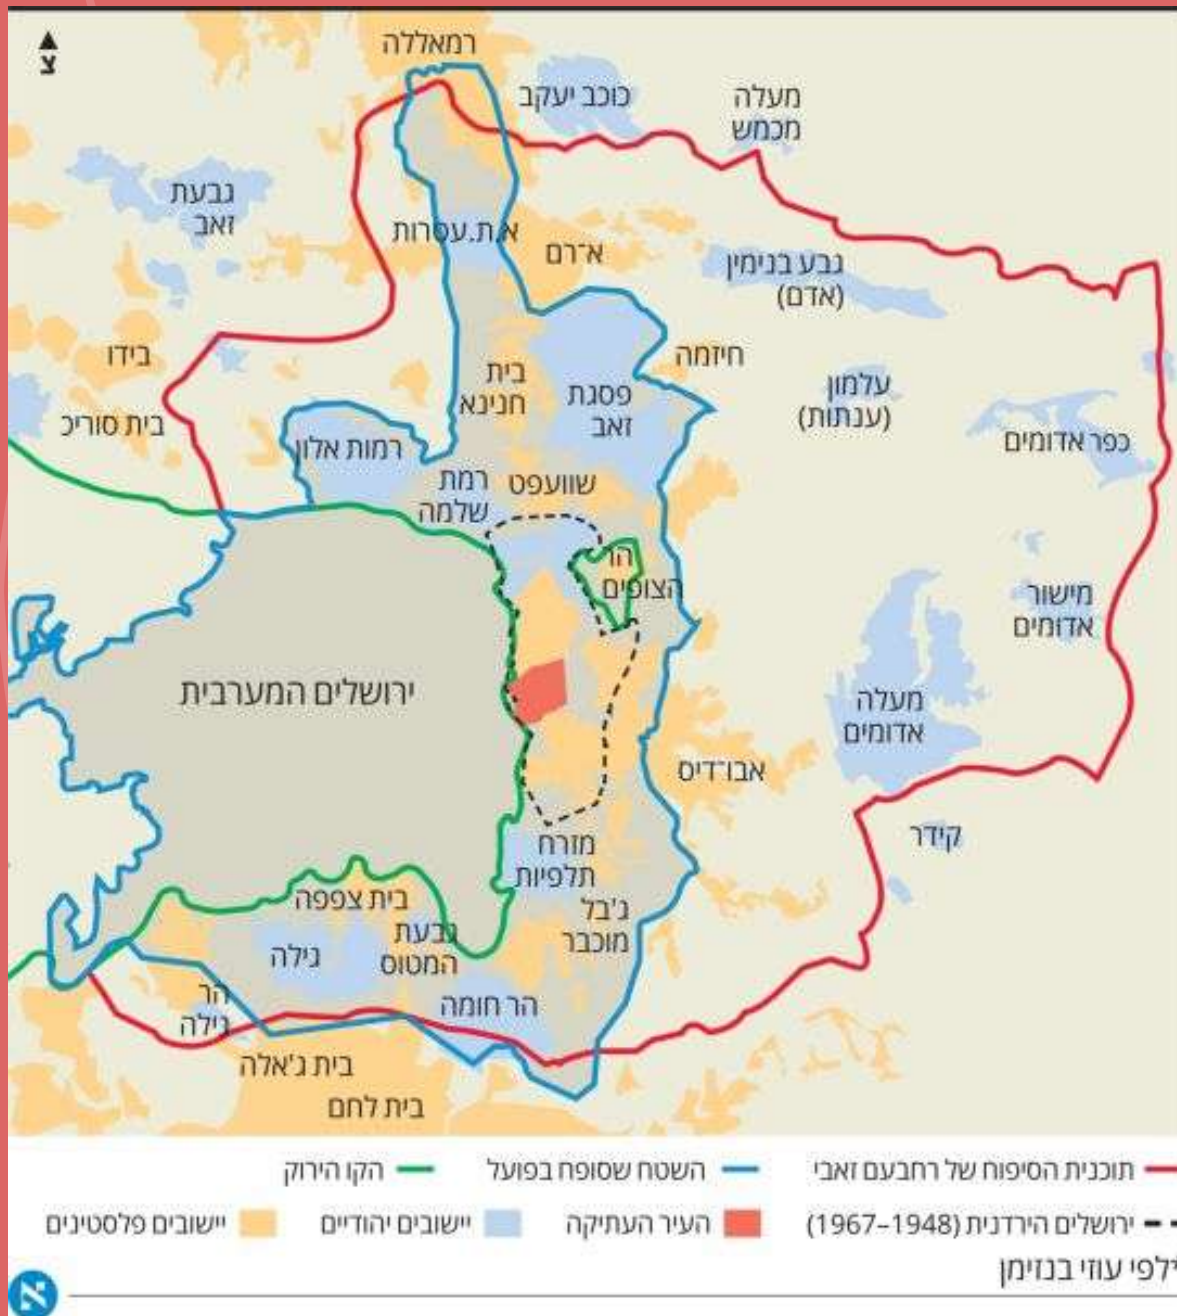 צ
רמאללה
כוכב יעקב
מעלה
מכמש
גבעת
זאב
א.ת.עטרות
א־רם
גבע בנימין
(אדם)
בידו
בית
חנינא
פסגת
זאב
חיזמה
עלמון
(ענתות)
כפר אדומים
בית סוריכ
רמות אלון
רמת
שלמה
שוועפט
הר
הצופים
מישור
אדומים
ירושלים המערבית
מעלה
אדומים
אבו־דיס
קידר
מזרח
תלפיות
ג'בל
מוכבר
בית צפפה
גבעת
המטוס
גילה
הר
גילה
הר חומה
בית ג'אלה
בית לחם
תוכנית הסיפוח של רחבעם זאבי
השטח שסופח בפועל
הקו הירוק
ירושלים הירדנית (1948–1967)
העיר העתיקה
יישובים יהודיים
יישובים פלסטינים
לפי עוזי בנזימן
א